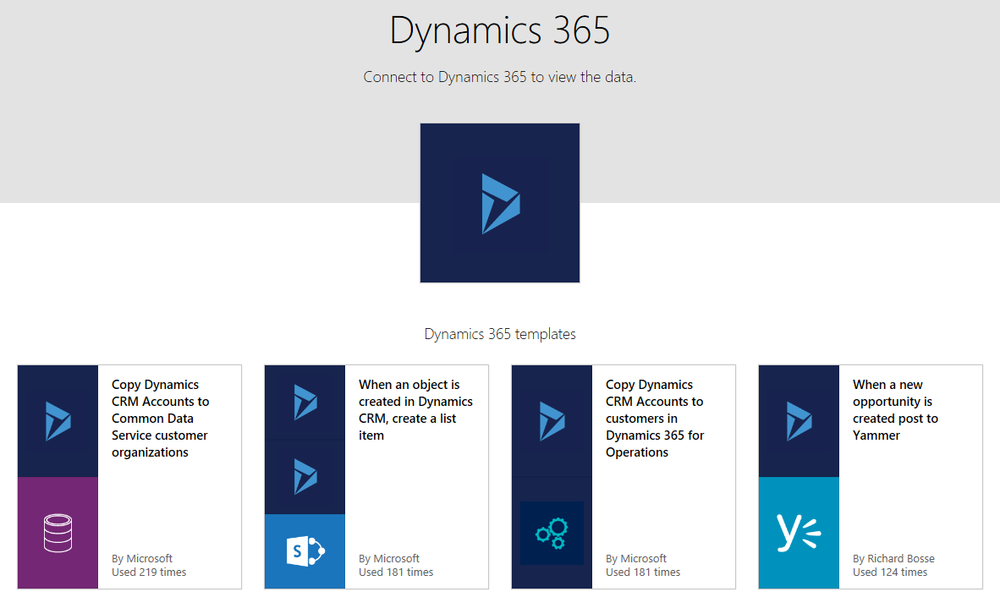 Dynamics 365
Connect to Dynamics 365 to view the data.
Dynamics 365 templates
Copy Dynamics
CRM Accounts to
Common Data
Service customer
organizations
By Microsoft
Used 219 times
When an object is
created in Dynamics
CRM, create a list
item
S
By Microsoft
Used 181 times
Copy Dynamics
CRM Accounts to
customers in
Dynamics 365 for
Operations
By Microsoft
Used 181 times
When a new
opportunity is
created post to
Yammer
By Richard Bosse
Used 124 times